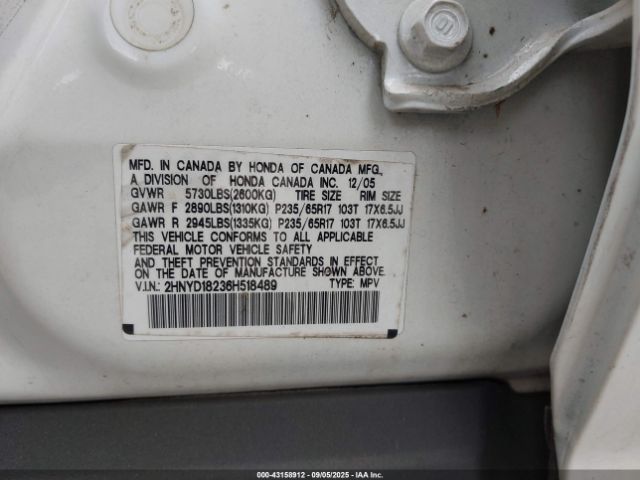 MFD. IN CANADA BY HONDA OF CANADA MFG.,
A DIVISION OF HONDA CANADA INC. 12/05
GVWR 5730LBS(2600KG) TIRE SIZE RIM SIZE
GAWR F 2890LBS(1310KG) P235/65R17 103T 17X6.5JJ
GAWR R 2945LBS(1335KG) P235/65R17 103T 17X6.5JJ
THIS VEHICLE CONFORMS TO ALL APPLICABLE
FEDERAL MOTOR VEHICLE SAFETY
AND THEFT PREVENTION STANDARDS IN EFFECT
ON THE DATE OF MANUFACTURE SHOWN ABOVE.
V.I.N.: 2HNYD18236H518489 TYPE: MPV
000-43158912 - 09/05/2025 - IAA Inc.